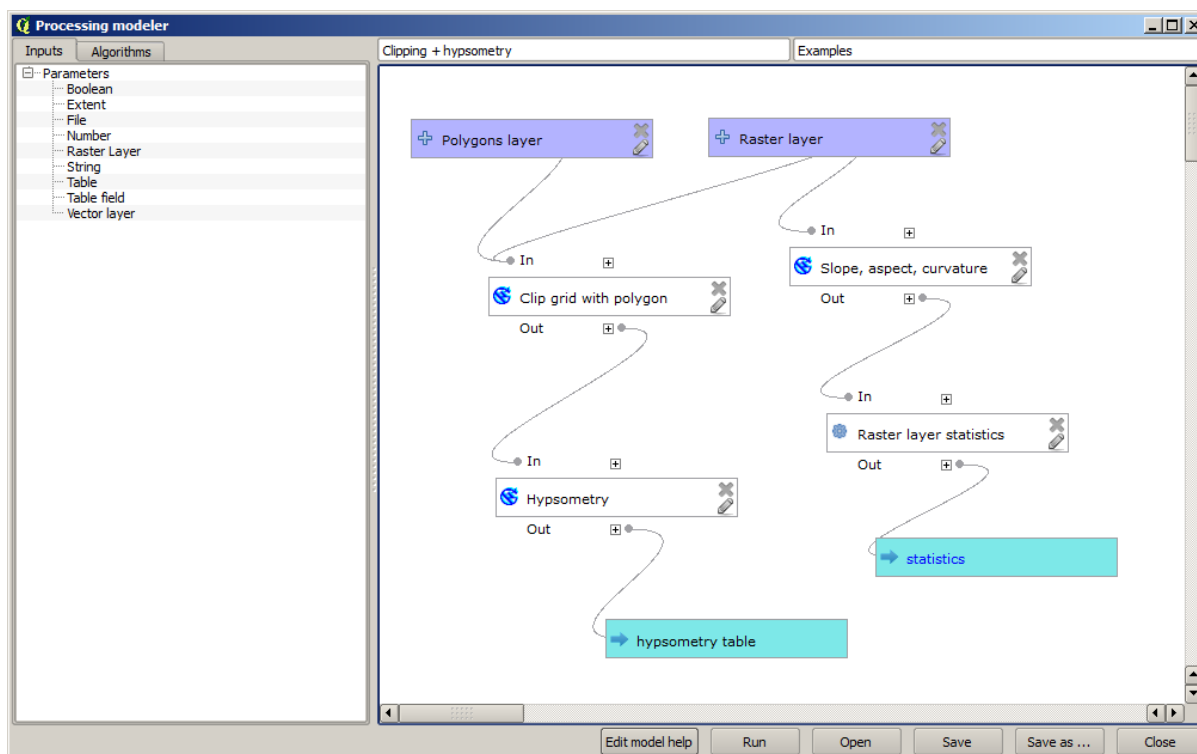 Processing modeler
Inputs
Algorithms
Clipping + hypsometry
Examples
Parameters
Boolean
Extent
File
Number
Raster Layer
String
Table
Table field
Vector layer
Polygons layer
Raster layer
In
Slope, aspect, curvature
Out
In
Clip grid with polygon
Out
In
Raster layer statistics
Out
In
Hypsometry
Out
statistics
hypsometry table
Edit model help
Run
Open
Save
Save as ...
Close